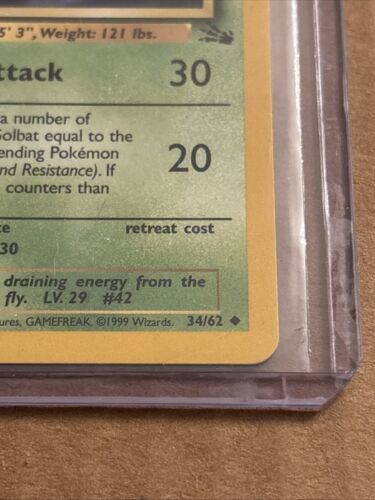 5' 3", Weight: 121 lbs.
ttack 30
a number of
Golbat equal to the
ending Pokémon
nd Resistance). If
counters than
20
retreat cost
30
draining energy from the
fly. LV. 29 #42
ures, GAMEFREAK. ©1999 Wizards. 34/62